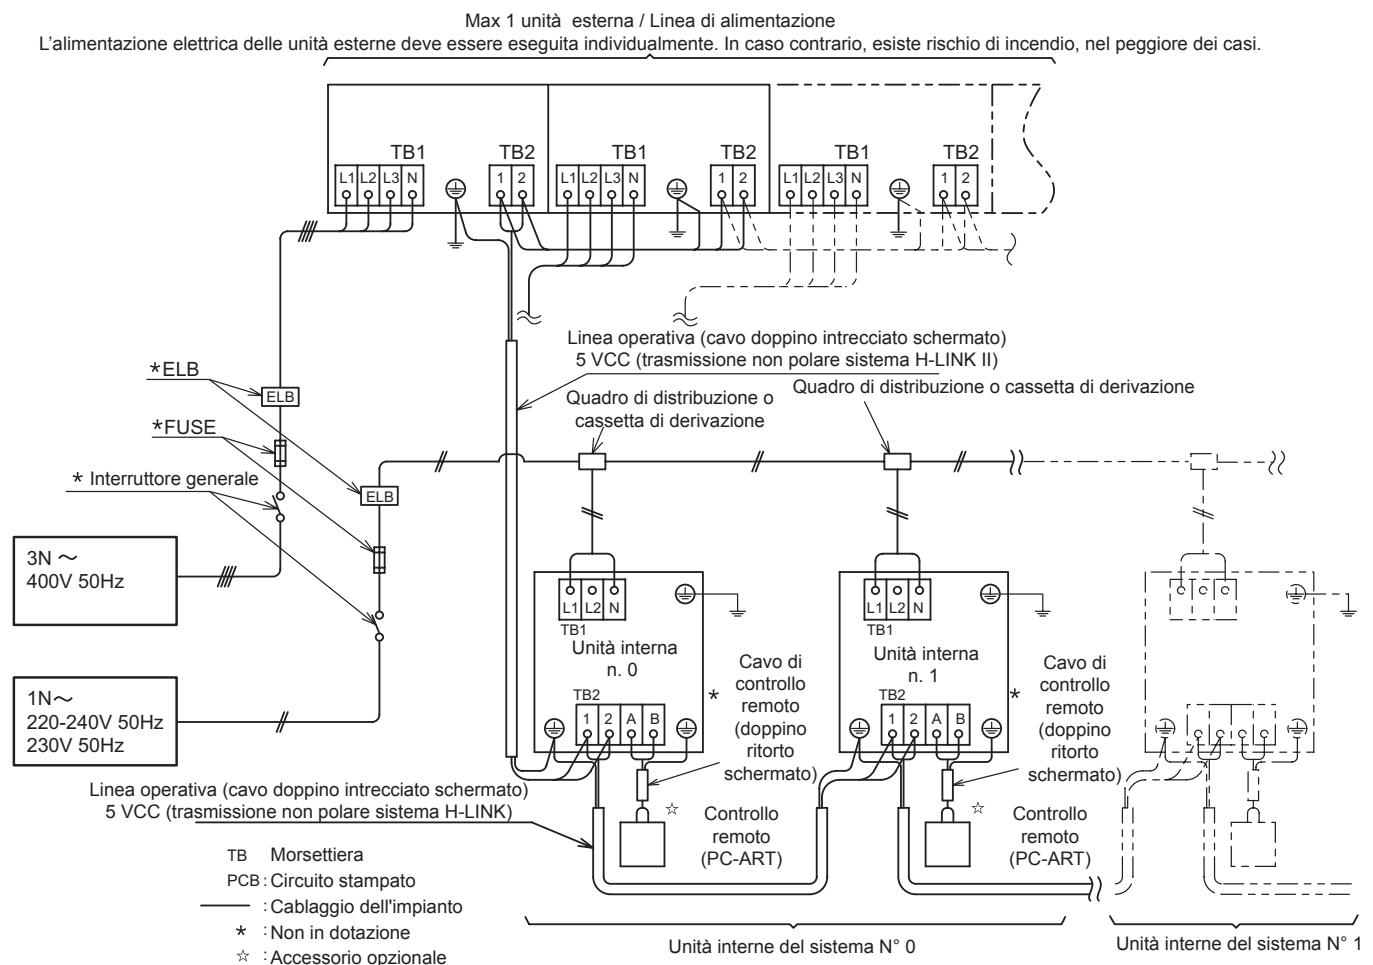 Max 1 unità esterna / Linea di alimentazione
L'alimentazione elettrica delle unità esterne deve essere eseguita individualmente. In caso contrario, esiste rischio di incendio, nel peggiore dei casi.
TB1 TB2 TB1 TB2 TB1 TB2
L1 L2 L3 N 1 2 L1 L2 L3 N 1 2 L1 L2 L3 N 1 2
Linea operativa (cavo doppino intrecciato schermato)
5 VCC (trasmissione non polare sistema H-LINK II)
*ELB
ELB
Quadro di distribuzione o
cassetta di derivazione
Quadro di distribuzione o cassetta di derivazione
*FUSE
* Interruttore generale
ELB
3N ～
400V 50Hz
1N～
220-240V 50Hz
230V 50Hz
L1 L2 N
TB1
Unità interna
n. 0
TB2
1 2 A B
*
Cavo di
controllo
remoto
(doppino
ritorto
schermato)
L1 L2 N
TB1
Unità interna
n. 1
TB2
1 2 A B
*
Cavo di
controllo
remoto
(doppino
ritorto
schermato)
Linea operativa (cavo doppino intrecciato schermato)
5 VCC (trasmissione non polare sistema H-LINK)
☆
Controllo
remoto
(PC-ART)
☆
Controllo
remoto
(PC-ART)
TB Morsettiera
PCB : Circuito stampato
: Cablaggio dell'impianto
* : Non in dotazione
☆ : Accessorio opzionale
Unità interne del sistema N° 0
Unità interne del sistema N° 1